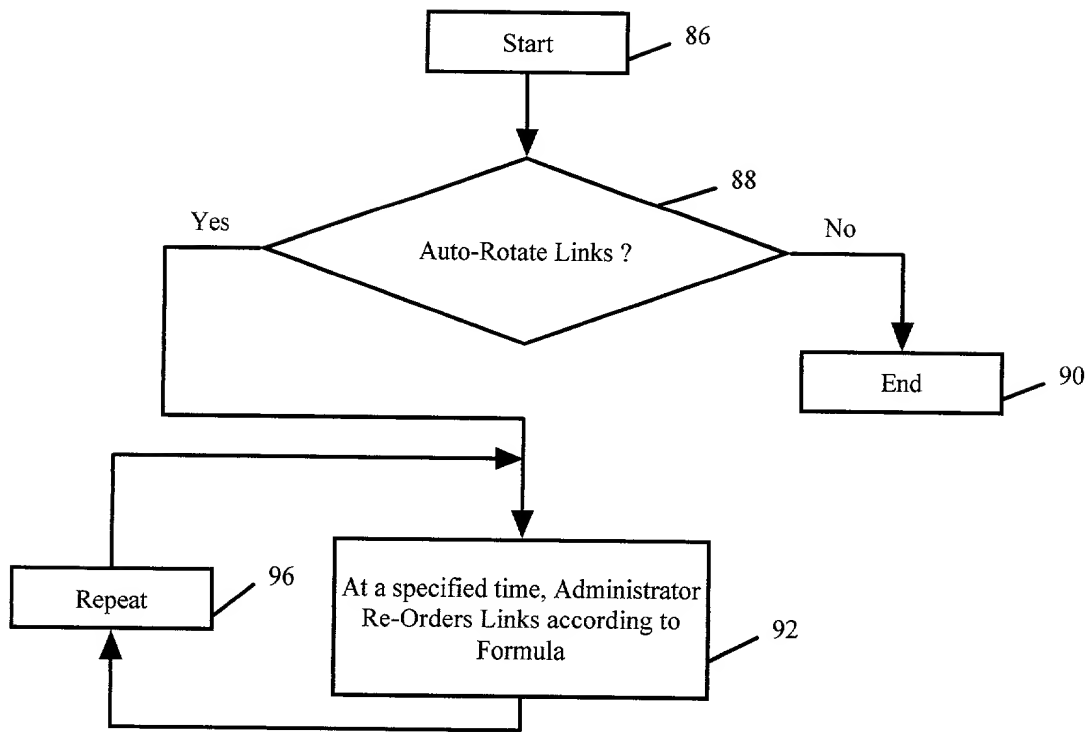 Start
86
88
Yes
Auto-Rotate Links ?
No
End
90
Repeat
96
At a specified time, Administrator
Re-Orders Links according to
Formula
92